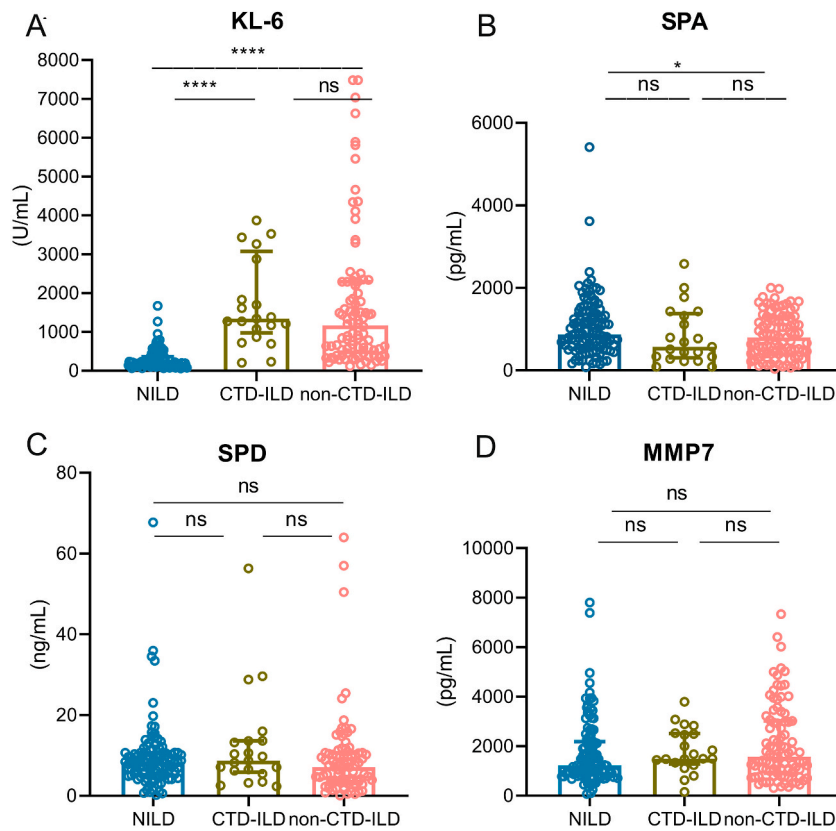 A
KL-6
****
****
ns
8000
7000
6000
5000
4000
3000
2000
1000
0
(U/mL)
NILD
CTD-ILD
non-CTD-ILD
B
SPA
*
ns
ns
6000
4000
2000
0
(pg/mL)
NILD
CTD-ILD
non-CTD-ILD
C
SPD
ns
ns
ns
80
60
40
20
0
(ng/mL)
NILD
CTD-ILD
non-CTD-ILD
D
MMP7
ns
ns
ns
10000
8000
6000
4000
2000
0
(pg/mL)
NILD
CTD-ILD
non-CTD-ILD